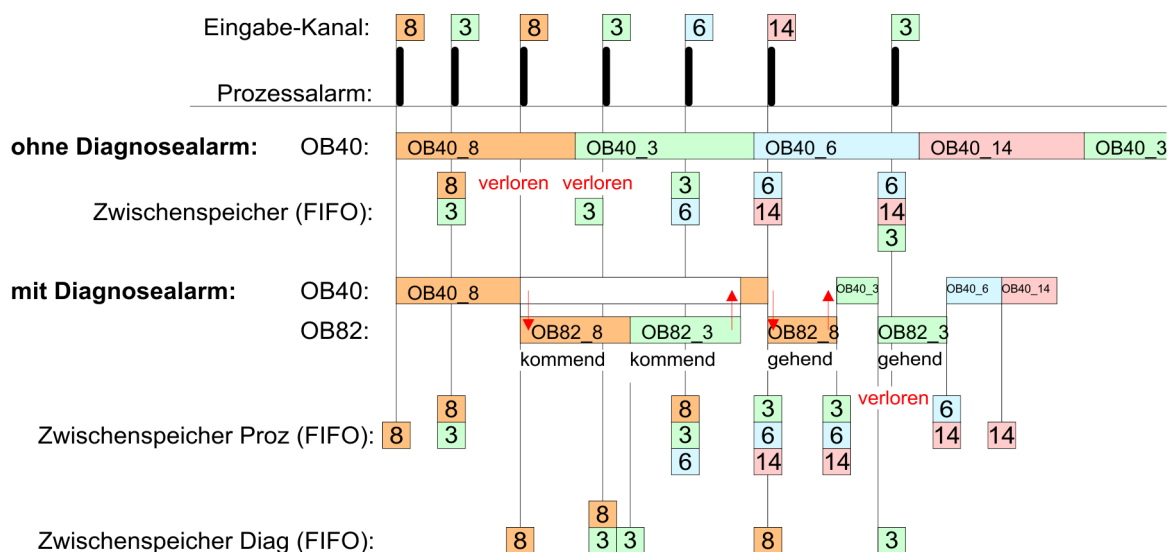 Eingabe-Kanal: 8 3 8 3 6 14 3
Prozessalarm:
ohne Diagnosealarm: OB40: OB40_8 OB40_3 OB40_6 OB40_14 OB40_3
8 verloren verloren 3 6 6
Zwischenspeicher (FIFO): 3 3 6 14 14
3
mit Diagnosealarm: OB40: OB40_8 OB40_3 OB40_6 OB40_14
OB82: OB82_8 OB82_3 OB82_8 OB82_3
kommend kommend gehend gehend
verloren
8 8 3 3 6
Zwischenspeicher Proz (FIFO): 8 3 3 6 6 14 14
6 14 14
8
Zwischenspeicher Diag (FIFO): 8 3 3 8 3